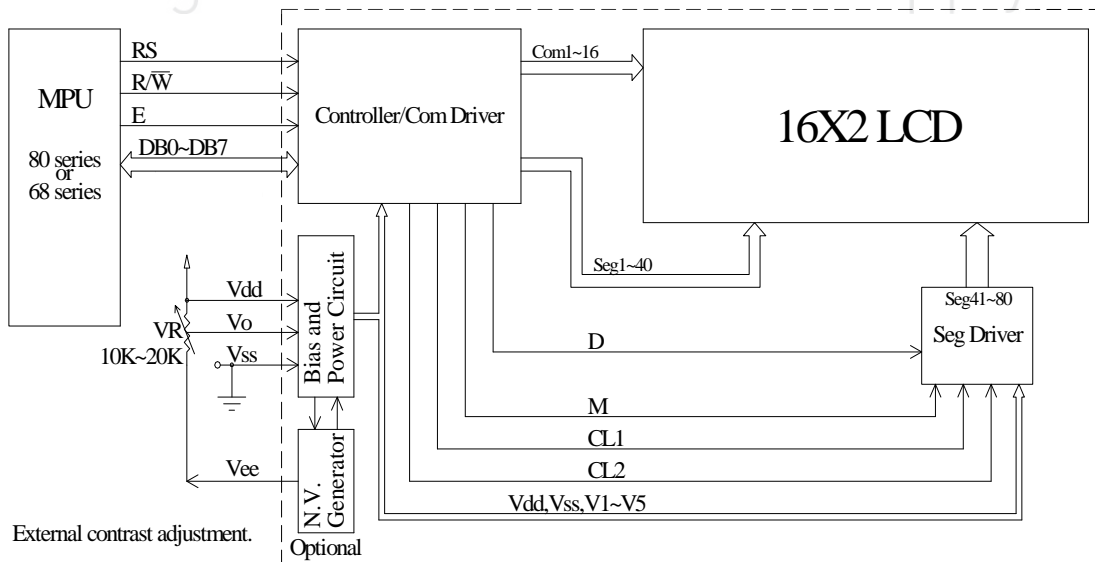 RS
R/W̅
E
DB0~DB7
MPU
80 series
or
68 series
Controller/Com Driver
Com1~16
16X2 LCD
Seg1~40
Seg41~80
Seg Driver
Vdd
Vo
Vss
VR
10K~20K
Bias and
Power Circuit
D
M
CL1
CL2
Vdd,Vss,V1~V5
Vee
N.V.
Generator
Optional
External contrast adjustment.